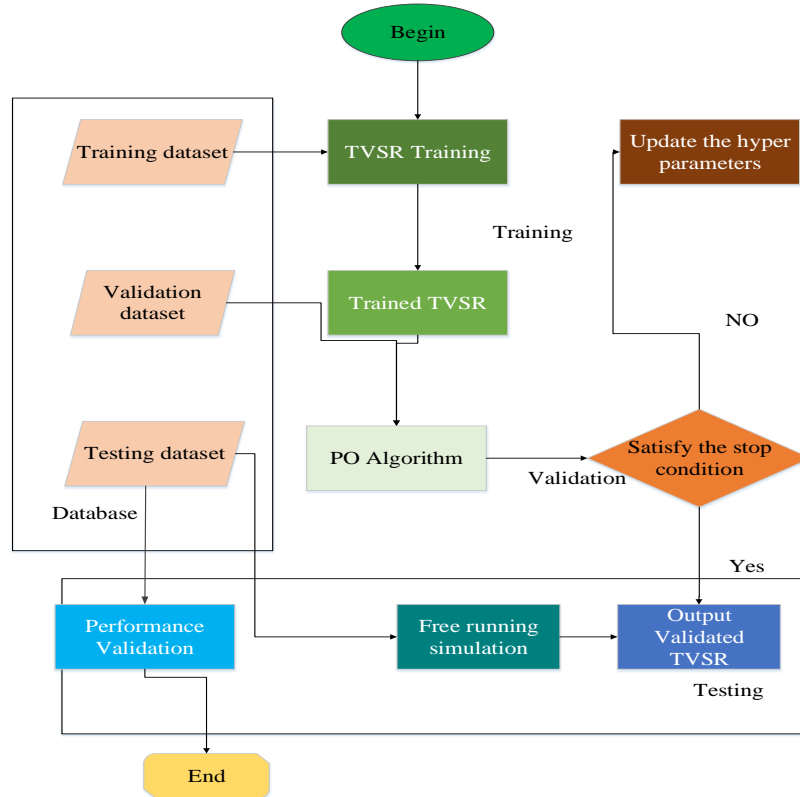 Begin
Training dataset
TVSR Training
Update the hyper
parameters
Training
Validation
dataset
Trained TVSR
NO
Testing dataset
PO Algorithm
Satisfy the stop
condition
Validation
Database
Yes
Performance
Validation
Free running
simulation
Output
Validated
TVSR
Testing
End